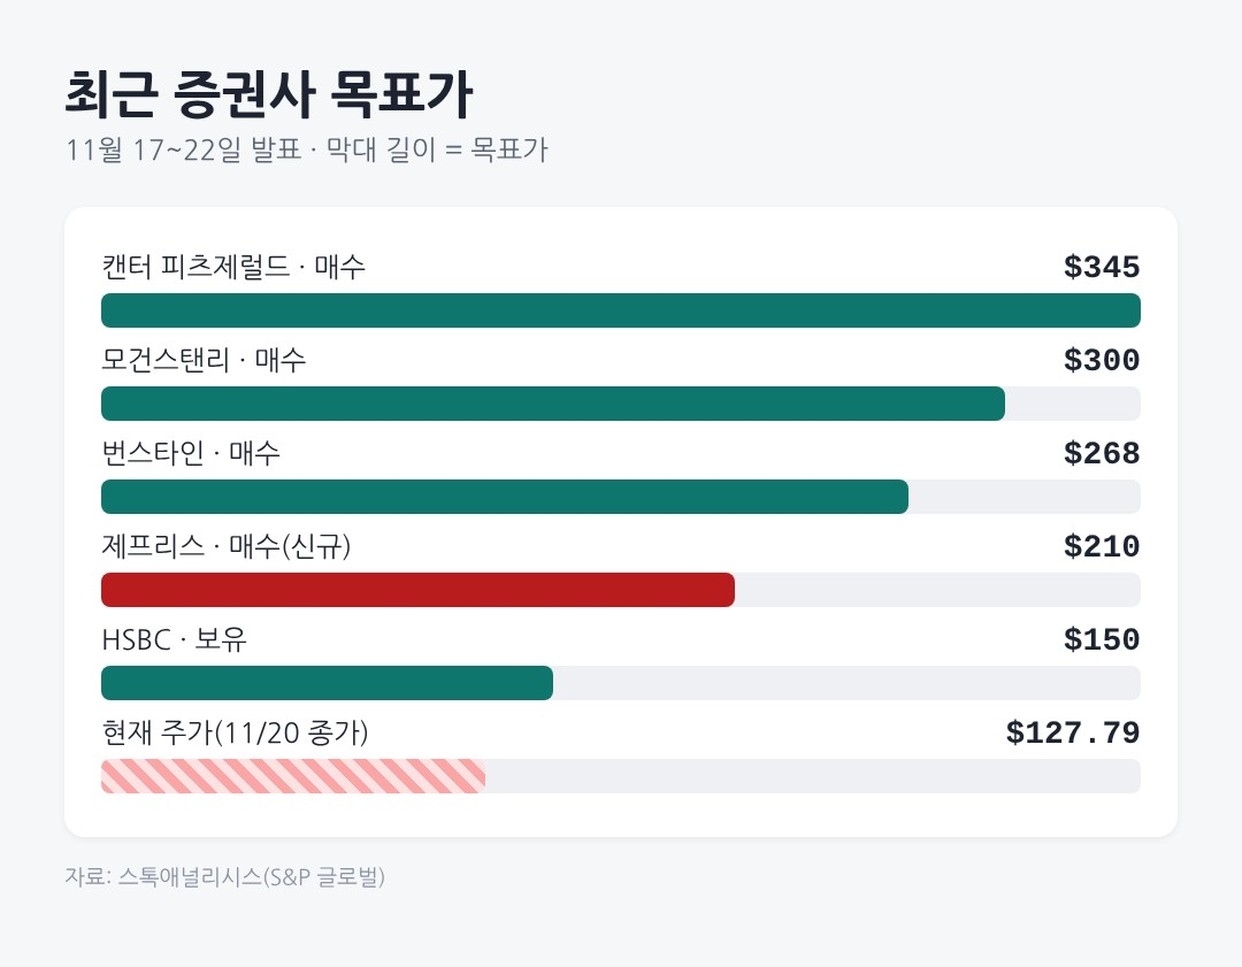 최근 증권사 목표가
11월 17~22일 발표 · 막대 길이 = 목표가
캔터 피츠제럴드 · 매수 $345
모건스탠리 · 매수 $300
번스타인 · 매수 $268
제프리스 · 매수(신규) $210
HSBC · 보유 $150
현재 주가(11/20 종가) $127.79
자료: 스톡애널리시스(S&P 글로벌)